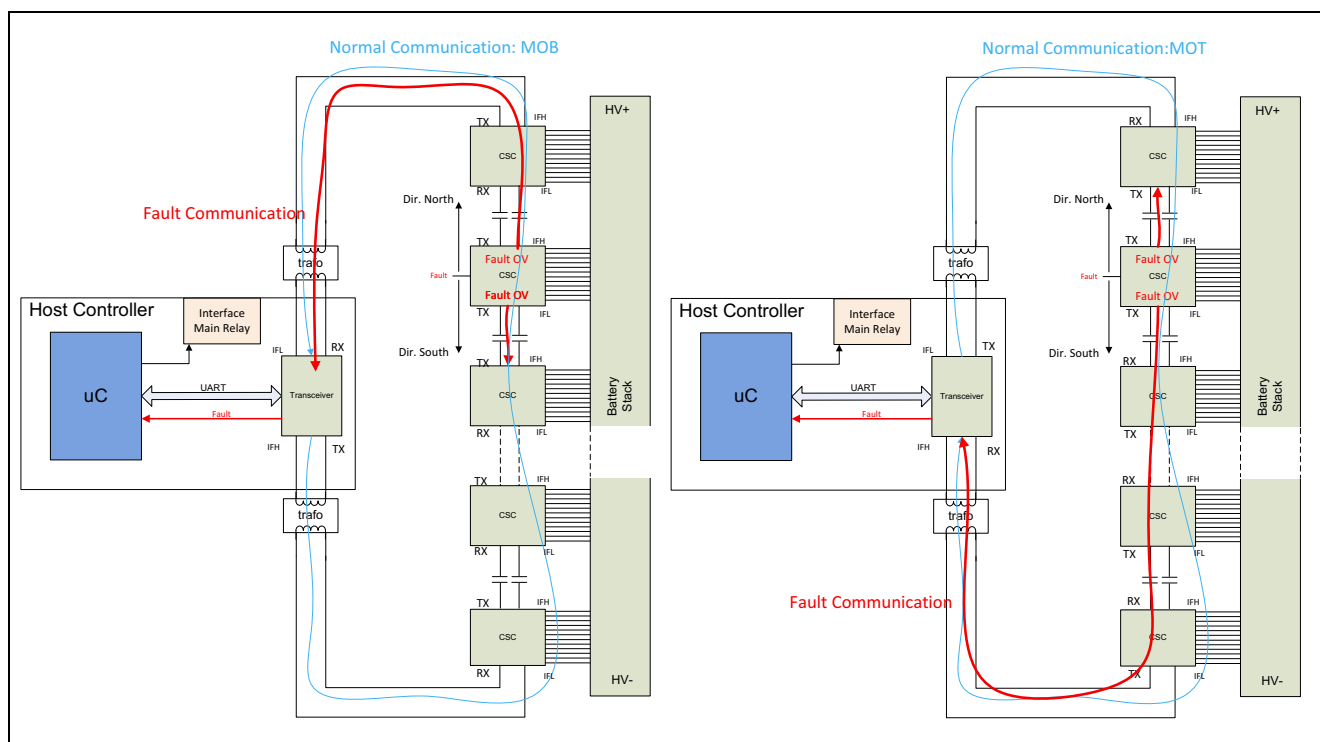 Normal Communication: MOB
HV+
TX
IFH
CSC
RX
IFL
Fault Communication
Dir. North
TX
IFH
trafo
Fault OV
Fault
CSC
Fault OV
Host Controller
Interface
Main Relay
TX
IFL
Dir. South
IFL
RX
TX
IFH
uC
UART
Transceiver
CSC
Fault
Battery
Stack
RX
IFL
IFH
TX
TX
IFH
trafo
CSC
RX
IFL
TX
IFH
CSC
RX
IFL
HV-
Normal Communication:MOT
HV+
RX
IFH
CSC
TX
IFL
Dir. North
TX
IFH
trafo
Fault OV
Fault
CSC
Fault OV
Host Controller
Interface
Main Relay
TX
IFL
Dir. South
IFL
TX
RX
IFH
uC
UART
Transceiver
CSC
Fault
Battery
Stack
TX
IFL
IFH
RX
RX
IFH
trafo
CSC
TX
IFL
Fault Communication
RX
IFH
CSC
TX
IFL
HV-